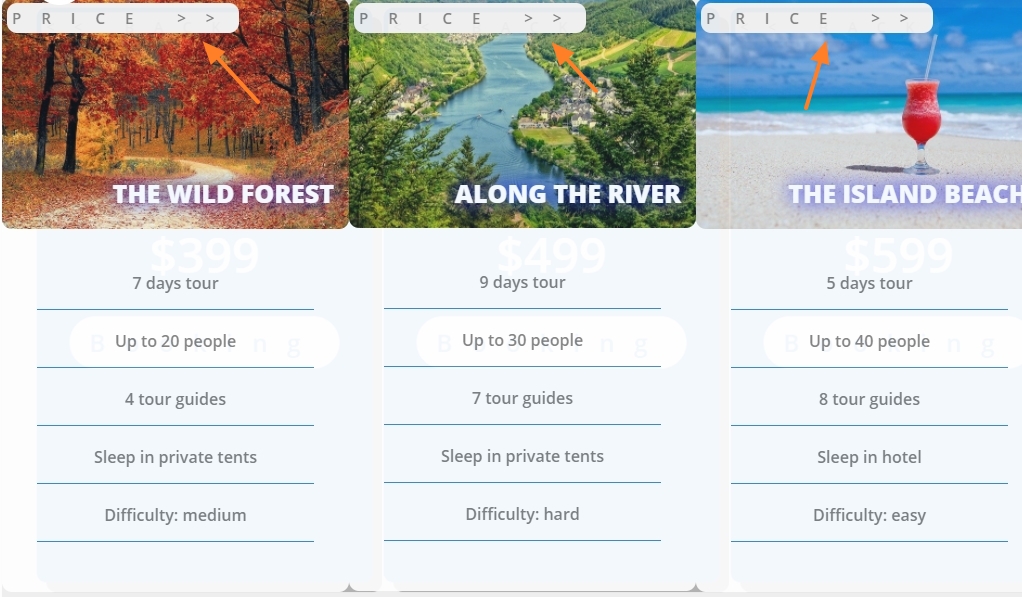 PRICE >>
THE WILD FOREST
$399
7 days tour
Up to 20 people
4 tour guides
Sleep in private tents
Difficulty: medium
PRICE >>
ALONG THE RIVER
$499
9 days tour
Up to 30 people
7 tour guides
Sleep in private tents
Difficulty: hard
PRICE >>
THE ISLAND BEACH
$599
5 days tour
Up to 40 people
8 tour guides
Sleep in hotel
Difficulty: easy